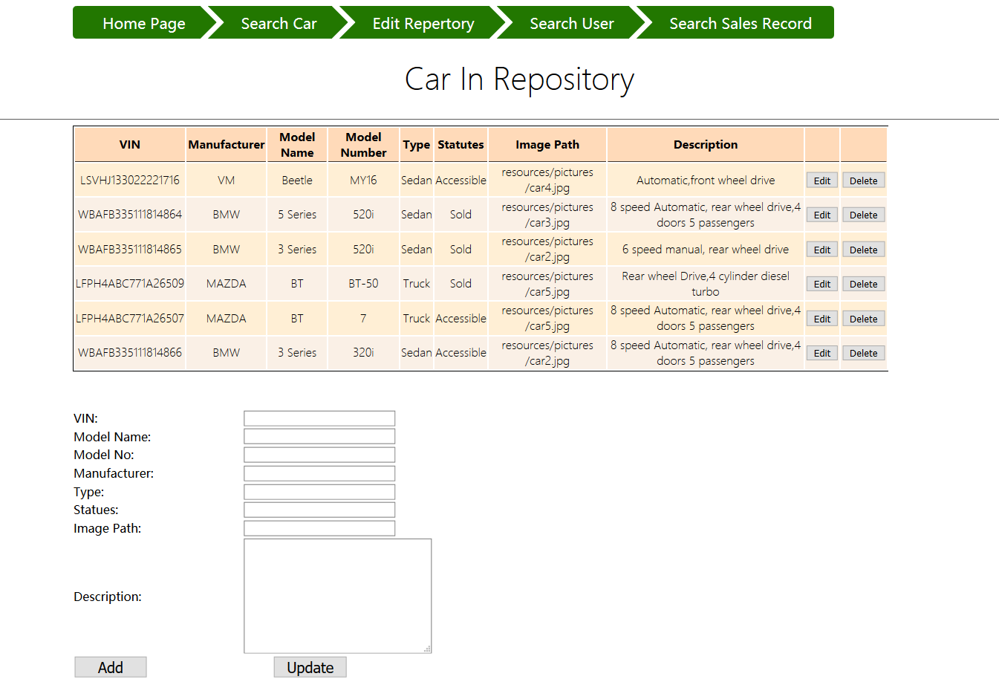 Home Page Search Car Edit Repertory Search User Search Sales Record
Car In Repository
VIN Manufacturer Model Name Model Number Type Statutes Image Path Description
LSVHJ133022221716 VM Beetle MY16 Sedan Accessible resources/pictures/car4.jpg Automatic,front wheel drive Edit Delete
WBAFB335111814864 BMW 5 Series 520i Sedan Sold resources/pictures/car3.jpg 8 speed Automatic, rear wheel drive,4 doors 5 passengers Edit Delete
WBAFB335111814865 BMW 3 Series 520i Sedan Sold resources/pictures/car2.jpg 6 speed manual, rear wheel drive Edit Delete
LFPH4ABC771A26509 MAZDA BT BT-50 Truck Sold resources/pictures/car5.jpg Rear wheel Drive,4 cylinder diesel turbo Edit Delete
LFPH4ABC771A26507 MAZDA BT 7 Truck Accessible resources/pictures/car5.jpg 8 speed Automatic, rear wheel drive,4 doors 5 passengers Edit Delete
WBAFB335111814866 BMW 3 Series 320i Sedan Accessible resources/pictures/car2.jpg 8 speed Automatic, rear wheel drive,4 doors 5 passengers Edit Delete
VIN:
Model Name:
Model No:
Manufacturer:
Type:
Statues:
Image Path:
Description:
Add Update